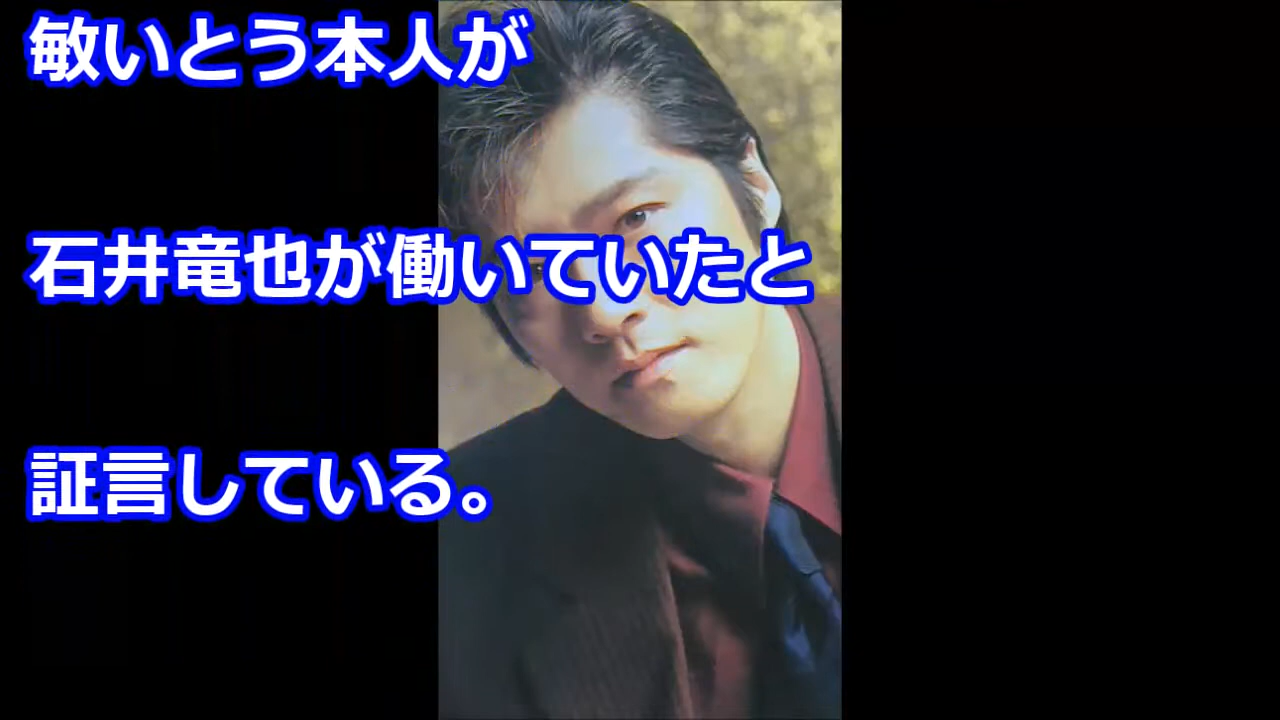 敏いとう本人が
石井竜也が働いていたと
証言している。